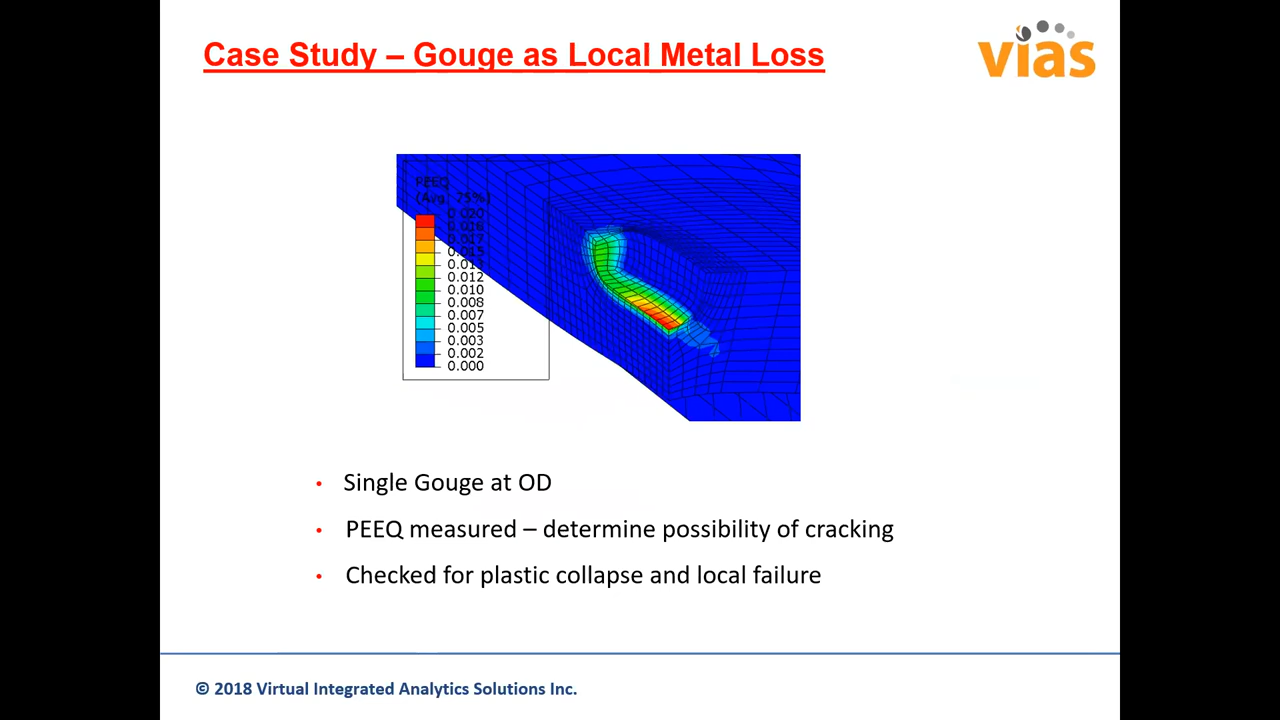 Case Study – Gouge as Local Metal Loss
vias
PEEQ
(Avg: 75%)
0.020
0.018
0.017
0.015
0.013
0.012
0.010
0.008
0.007
0.005
0.003
0.002
0.000
• Single Gouge at OD
• PEEQ measured – determine possibility of cracking
• Checked for plastic collapse and local failure
© 2018 Virtual Integrated Analytics Solutions Inc.